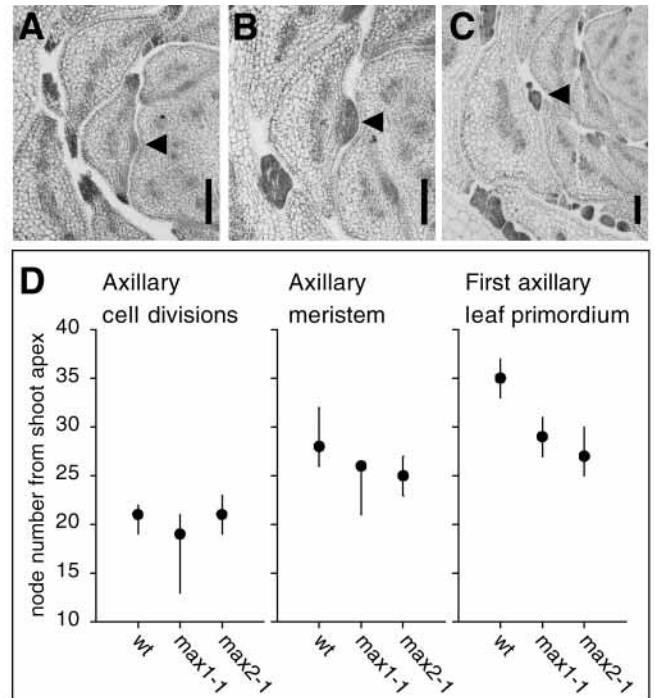 A
B
C
D
Axillary
cell divisions
Axillary
meristem
First axillary
leaf primordium
node number from shoot apex
40
35
30
25
20
15
10
wt
max1-1
max2-1
wt
max1-1
max2-1
wt
max1-1
max2-1